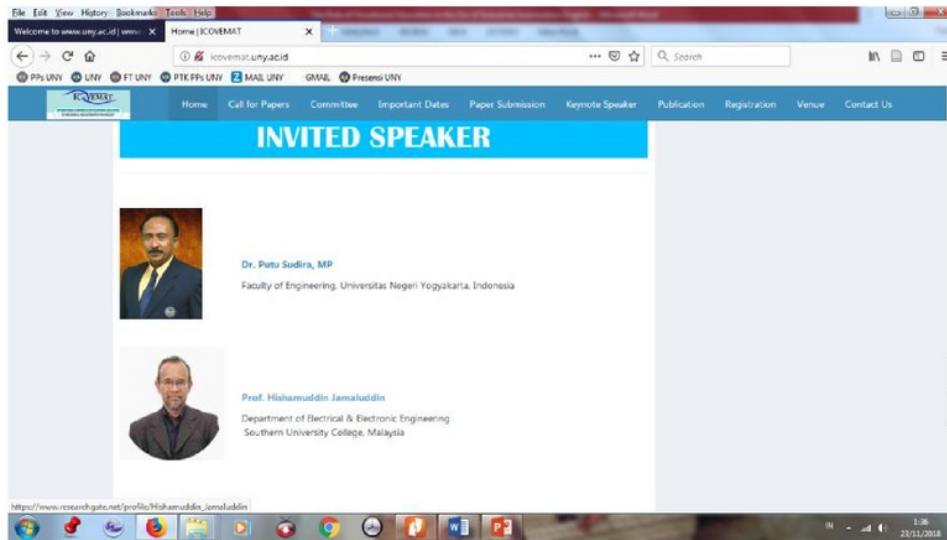 File Edit View History Bookmarks Tools Help
Welcome to www.uny.ac.id | www X Home | ICOVEMAT X +
icovemat.uny.ac.id Search
PPs UNY UNY FT UNY PTK PPs UNY MAIL UNY GMAIL Presensi UNY
ICOVEMAT Home Call for Papers Committee Important Dates Paper Submission Keynote Speaker Publication Registration Venue Contact Us
INVITED SPEAKER
Dr. Putu Sudira, MP
Faculty of Engineering, Universitas Negeri Yogyakarta, Indonesia
Prof. Hishamuddin Jamaluddin
Department of Electrical & Electronic Engineering
Southern University College, Malaysia
https://www.researchgate.net/profile/Hishamuddin_Jamaluddin
IN 1:36
23/11/2018